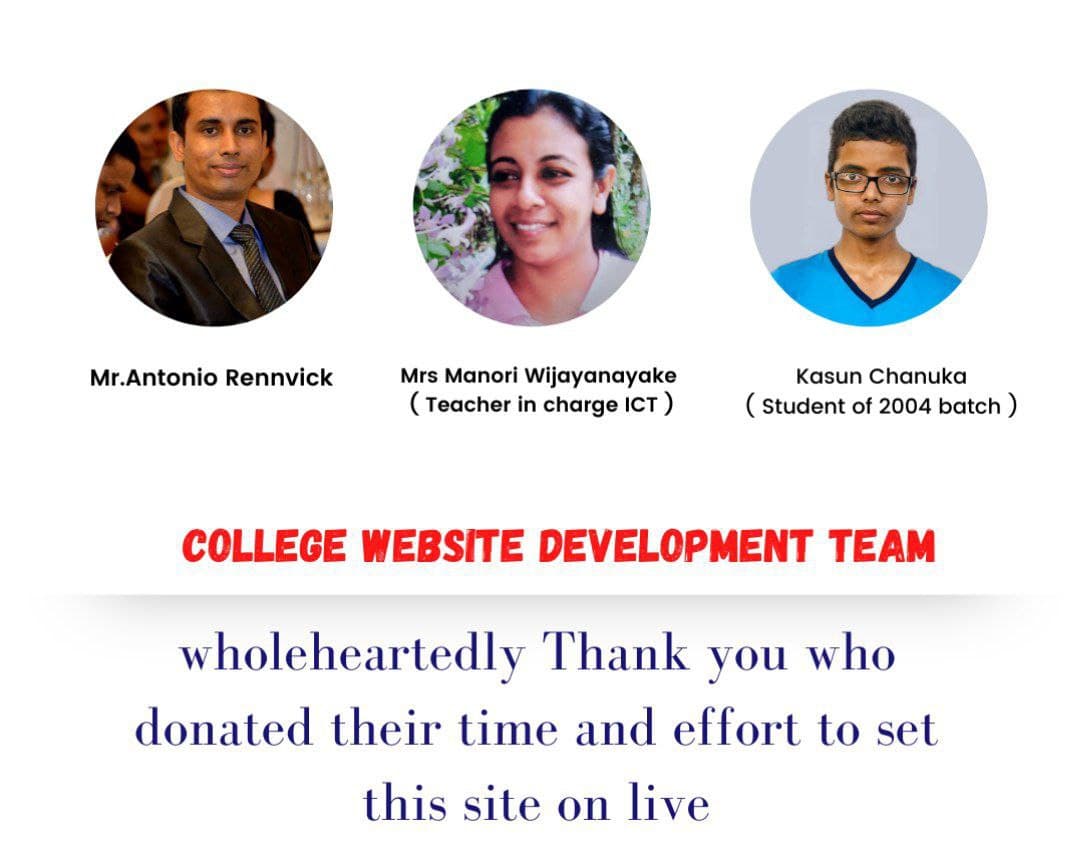 Mr.Antonio Rennvick
Mrs Manori Wijayanayake
( Teacher in charge ICT )
Kasun Chanuka
( Student of 2004 batch )
COLLEGE WEBSITE DEVELOPMENT TEAM
wholeheartedly Thank you who
donated their time and effort to set
this site on live